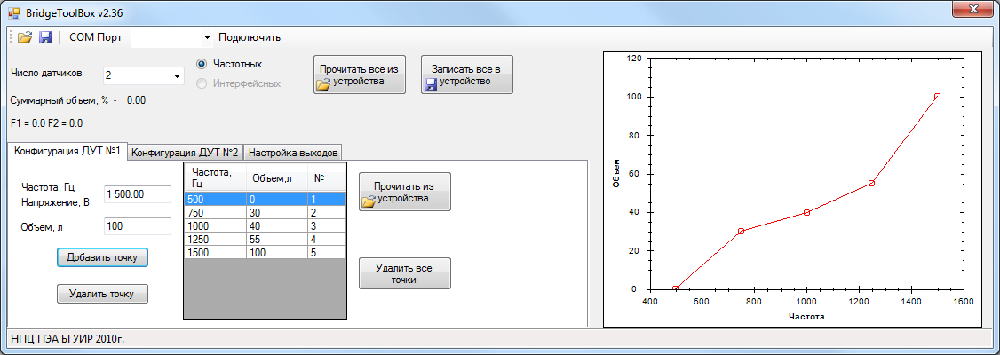 BridgeToolBox v2.36
COM Порт Подключить
Число датчиков 2
Частотных
Интерфейсных
Прочитать все из
устройства
Записать все в
устройство
Суммарный объем, % - 0.00
F1 = 0.0 F2 = 0.0
Конфигурация ДУТ №1 Конфигурация ДУТ №2 Настройка выходов
Частота, Гц
Напряжение, В
1 500.00
Объем, л 100
Добавить точку
Удалить точку
Частота,
Гц
Объем,л №
500 0 1
750 30 2
1000 40 3
1250 55 4
1500 100 5
Прочитать из
устройства
Удалить все
точки
Объем
120
100
80
60
40
20
0
400 600 800 1000 1200 1400 1600
Частота
НПЦ ПЭА БГУИР 2010г.